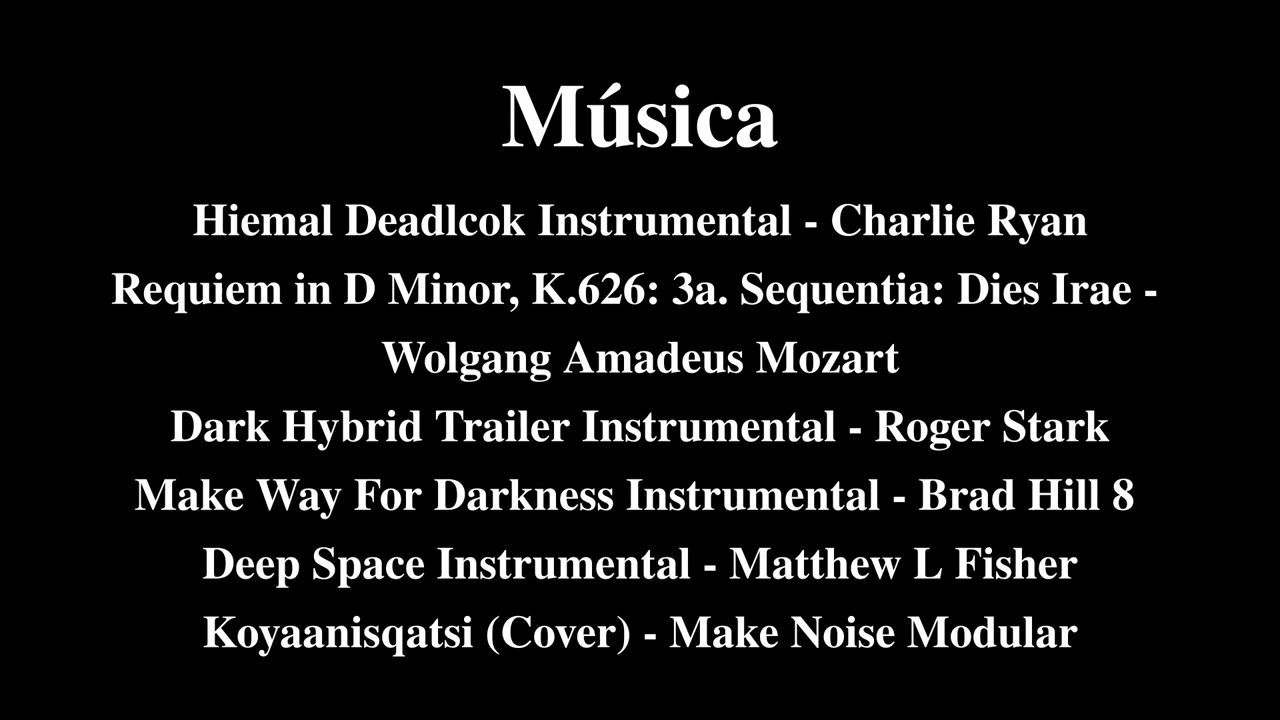 Música
Hiemal Deadlcok Instrumental - Charlie Ryan
Requiem in D Minor, K.626: 3a. Sequentia: Dies Irae -
Wolgang Amadeus Mozart
Dark Hybrid Trailer Instrumental - Roger Stark
Make Way For Darkness Instrumental - Brad Hill 8
Deep Space Instrumental - Matthew L Fisher
Koyaanisqatsi (Cover) - Make Noise Modular